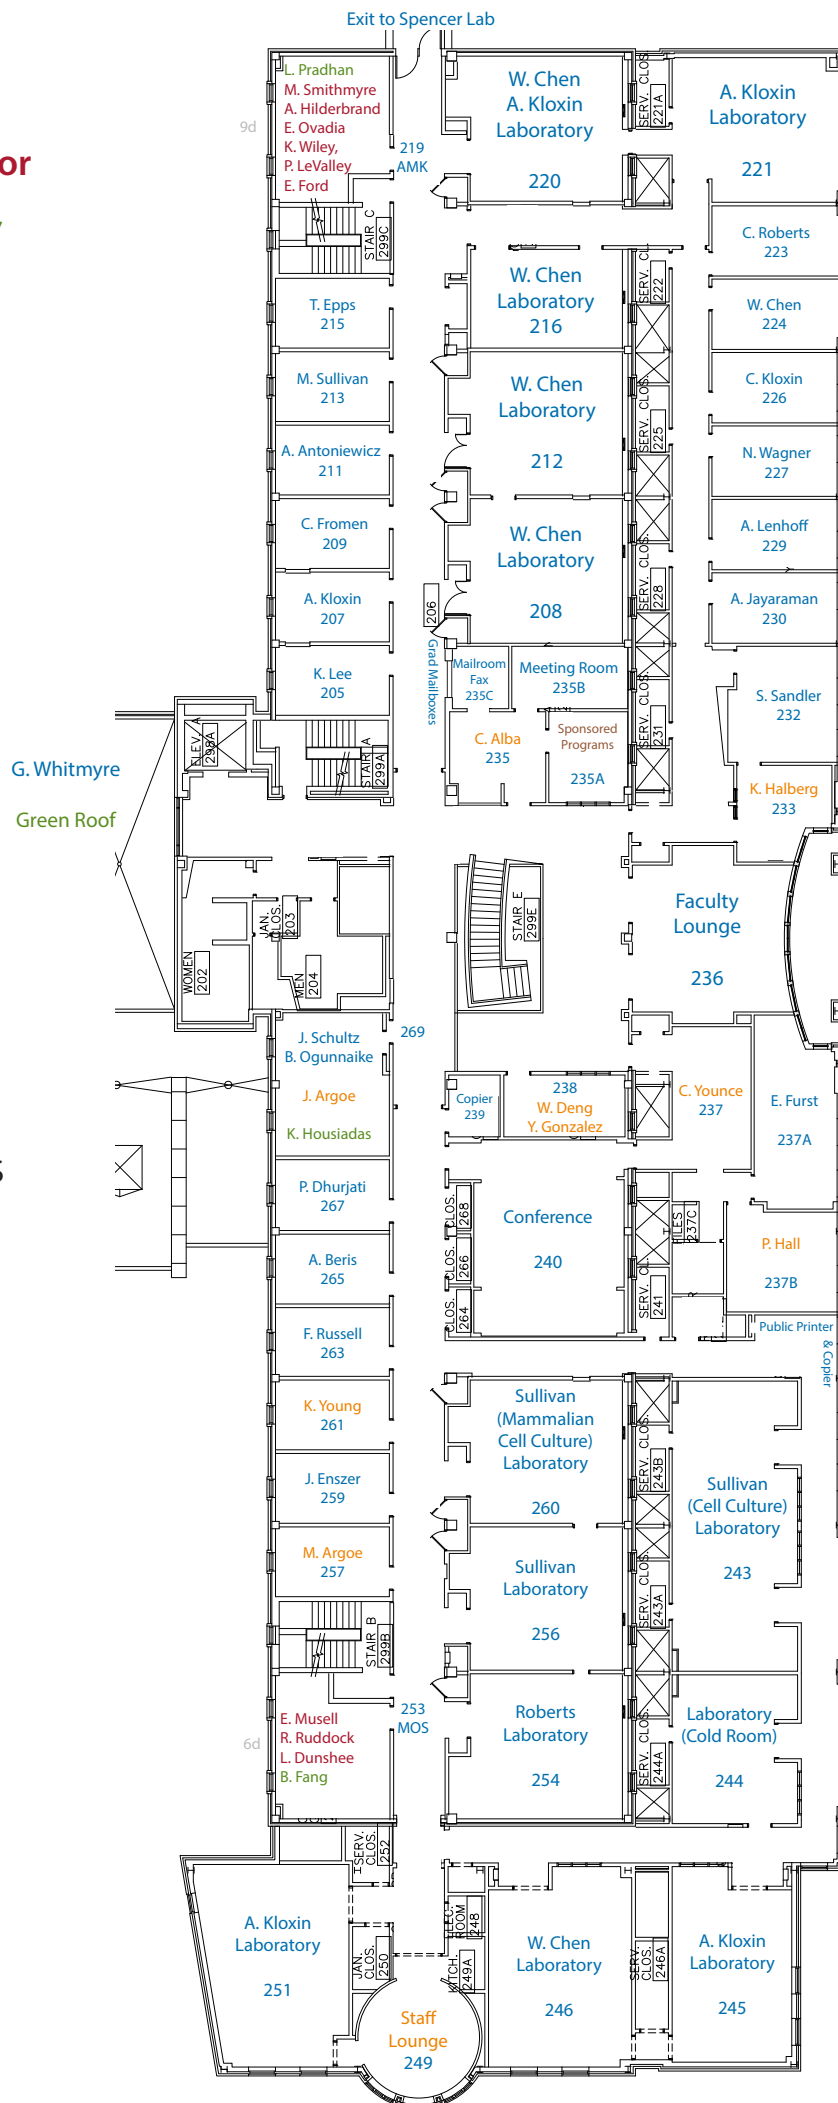 Exit to Spencer Lab
L. Pradhan
M. Smithmyre
A. Hilderbrand
E. Ovadia
K. Wiley,
P. LeValley
E. Ford
9d
or
219
AMK
W. Chen
A. Kloxin
Laboratory
220
SERV. CLOS.
221A
A. Kloxin
Laboratory
221
STAIR C
299C
C. Roberts
223
W. Chen
Laboratory
216
SERV. CL.
222
T. Epps
215
W. Chen
224
M. Sullivan
213
W. Chen
Laboratory
212
SERV. CLOS.
225
C. Kloxin
226
A. Antoniewicz
211
N. Wagner
227
C. Fromen
209
W. Chen
Laboratory
208
A. Lenhoff
229
A. Kloxin
207
206
Grad Mailboxes
SERV. CLOS.
228
A. Jayaraman
230
K. Lee
205
Mailroom
Fax
235C
Meeting Room
235B
S. Sandler
232
SERV. CLOS.
231
ELEV. A
298A
STAIR A
299A
C. Alba
235
Sponsored
Programs
235A
K. Halberg
233
G. Whitmyre
Green Roof
WOMEN
202
JAN.
CLOS.
203
MEN
204
STAIR E
299E
Faculty
Lounge
236
269
J. Schultz
B. Ogunnaike
J. Argoe
K. Housiadas
Copier
239
238
W. Deng
Y. Gonzalez
C. Younce
237
E. Furst
237A
s
P. Dhurjati
267
CLOS.
268
Conference
240
FILES
237C
P. Hall
237B
A. Beris
265
CLOS.
266
SERV. CL.
241
F. Russell
263
CLOS.
264
Public Printer
& Copier
K. Young
261
Sullivan
(Mammalian
Cell Culture)
Laboratory
260
SERV. CLOS.
243B
Sullivan
(Cell Culture)
Laboratory
243
J. Enszer
259
M. Argoe
257
Sullivan
Laboratory
256
SERV. CLOS.
243A
STAIR B
299B
253
MOS
E. Musell
R. Ruddock
L. Dunshee
B. Fang
6d
Roberts
Laboratory
254
SERV. CLOS.
244A
Laboratory
(Cold Room)
244
SERV.
CLOS.
252
A. Kloxin
Laboratory
251
JAN.
CLOS.
250
ELEC.
ROOM
248
KITCH.
249A
W. Chen
Laboratory
246
SERV.
CLOS.
246A
A. Kloxin
Laboratory
245
Staff
Lounge
249